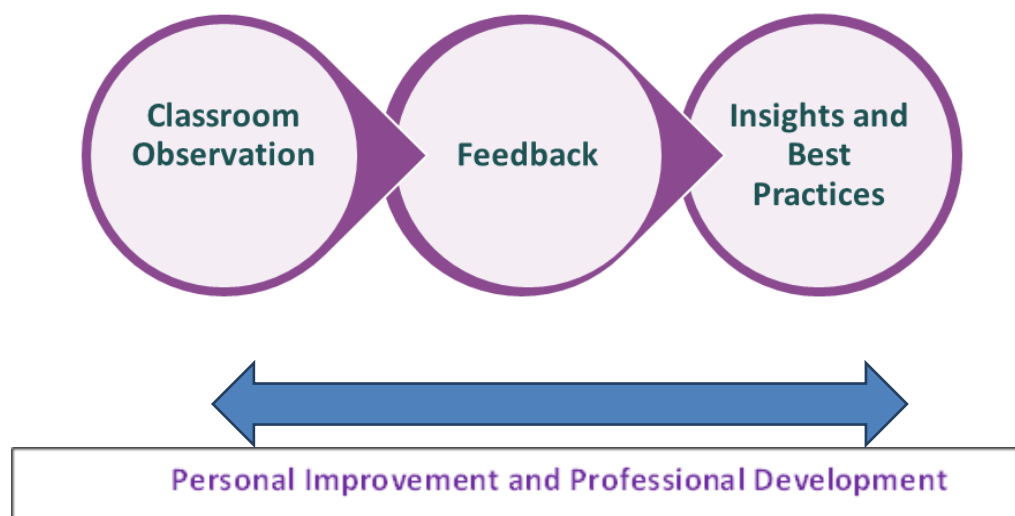 Classroom
Observation
Feedback
Insights and
Best
Practices
Personal Improvement and Professional Development